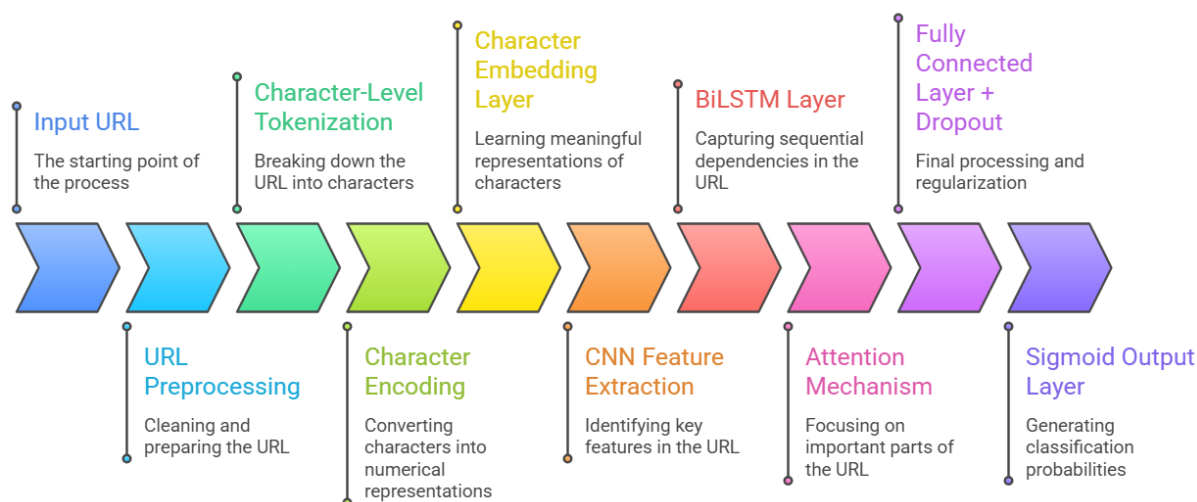 Input URL
The starting point of
the process
URL
Preprocessing
Cleaning and
preparing the URL
Character-Level
Tokenization
Breaking down the
URL into characters
Character
Encoding
Converting
characters into
numerical
representations
Character
Embedding
Layer
Learning meaningful
representations of
characters
CNN Feature
Extraction
Identifying key
features in the URL
BiLSTM Layer
Capturing sequential
dependencies in the
URL
Attention
Mechanism
Focusing on
important parts of
the URL
Fully
Connected
Layer +
Dropout
Final processing and
regularization
Sigmoid Output
Layer
Generating
classification
probabilities